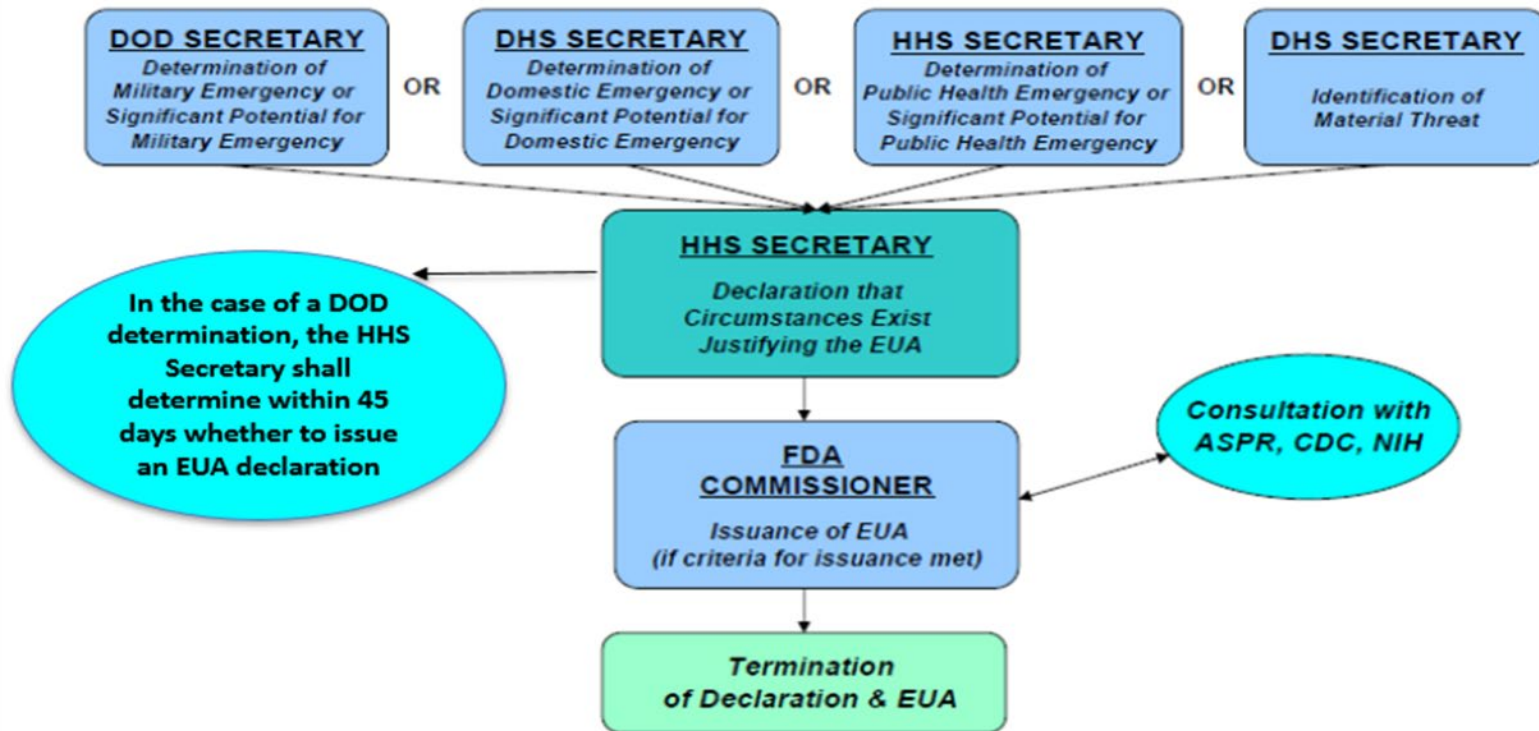 DOD SECRETARY
Determination of
Military Emergency or
Significant Potential for
Military Emergency
OR
DHS SECRETARY
Determination of
Domestic Emergency or
Significant Potential for
Domestic Emergency
OR
HHS SECRETARY
Determination of
Public Health Emergency or
Significant Potential for
Public Health Emergency
OR
DHS SECRETARY
Identification of
Material Threat
HHS SECRETARY
Declaration that
Circumstances Exist
Justifying the EUA
In the case of a DOD
determination, the HHS
Secretary shall
determine within 45
days whether to issue
an EUA declaration
FDA
COMMISSIONER
Issuance of EUA
(if criteria for issuance met)
Consultation with
ASPR, CDC, NIH
Termination
of Declaration & EUA